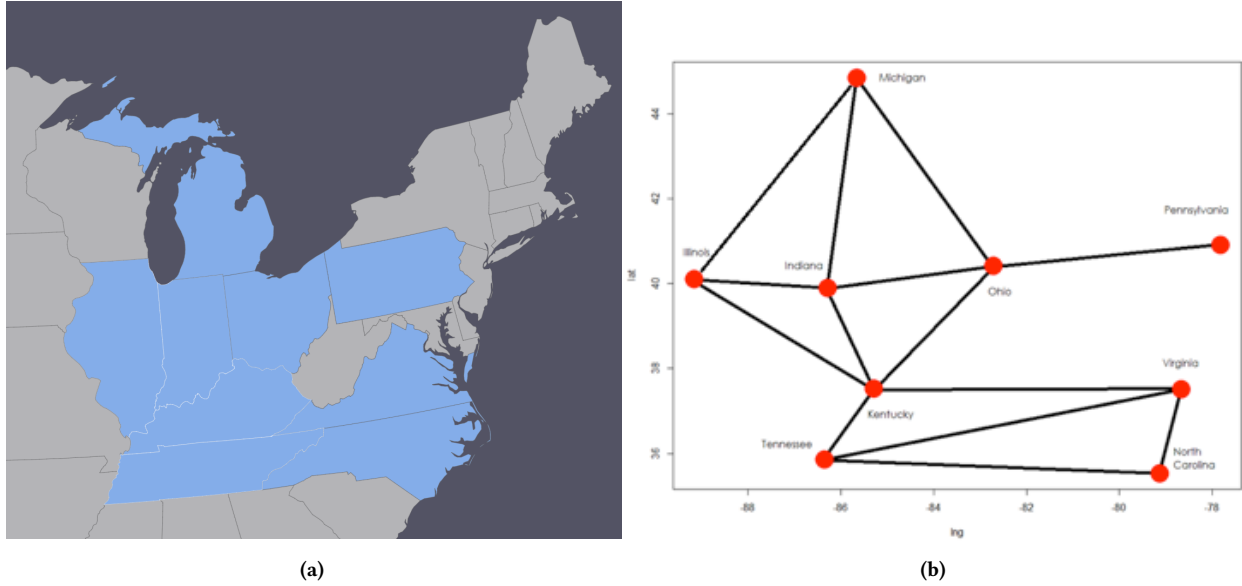 Michigan
Pennsylvania
Illinois
Indiana
Ohio
Virginia
Kentucky
Tennessee
North
Carolina
lat
44
42
40
38
36
-88
-86
-84
-82
-80
-78
lng
(a)
(b)